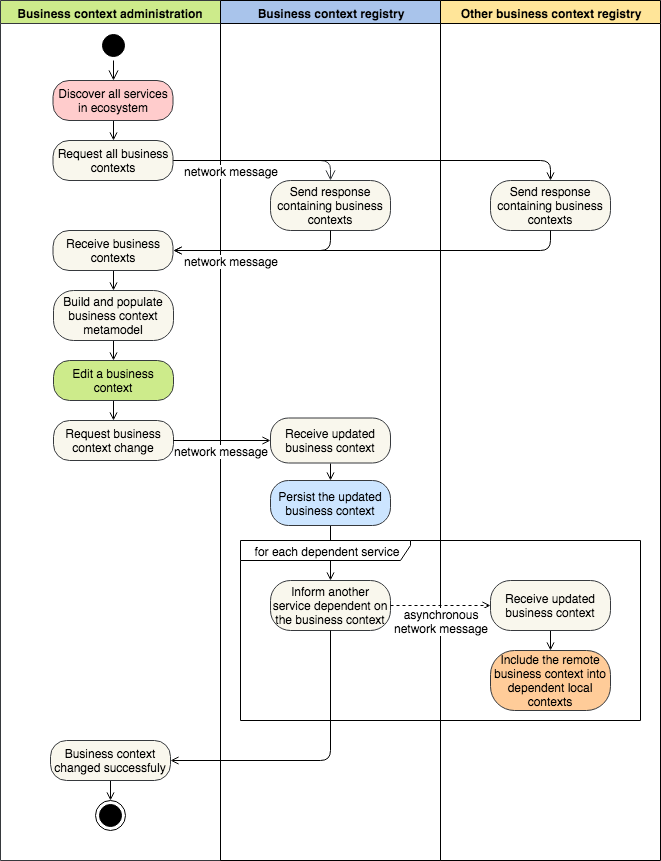 Business context administration
Business context registry
Other business context registry
Discover all services
in ecosystem
Request all business
contexts
network message
Send response
containing business
contexts
Send response
containing business
contexts
Receive business
contexts
network message
Build and populate
business context
metamodel
Edit a business
context
Request business
context change
network message
Receive updated
business context
Persist the updated
business context
for each dependent service
Inform another
service dependent on
the business context
asynchronous
network message
Receive updated
business context
Include the remote
business context into
dependent local
contexts
Business context
changed successfuly